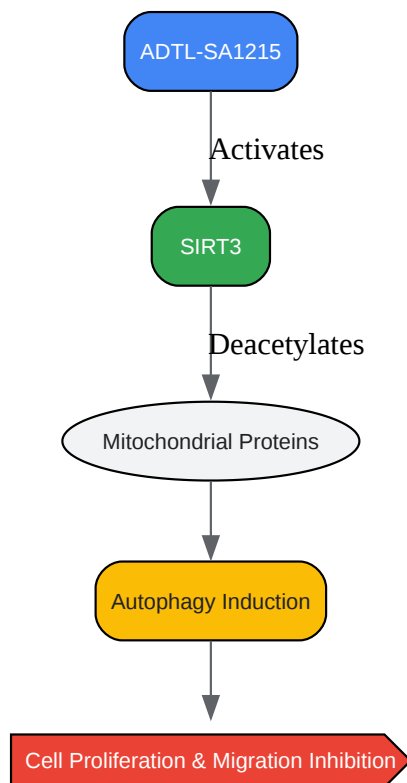 ADTL-SA1215
Activates
SIRT3
Deacetylates
Mitochondrial Proteins
Autophagy Induction
Cell Proliferation & Migration Inhibition